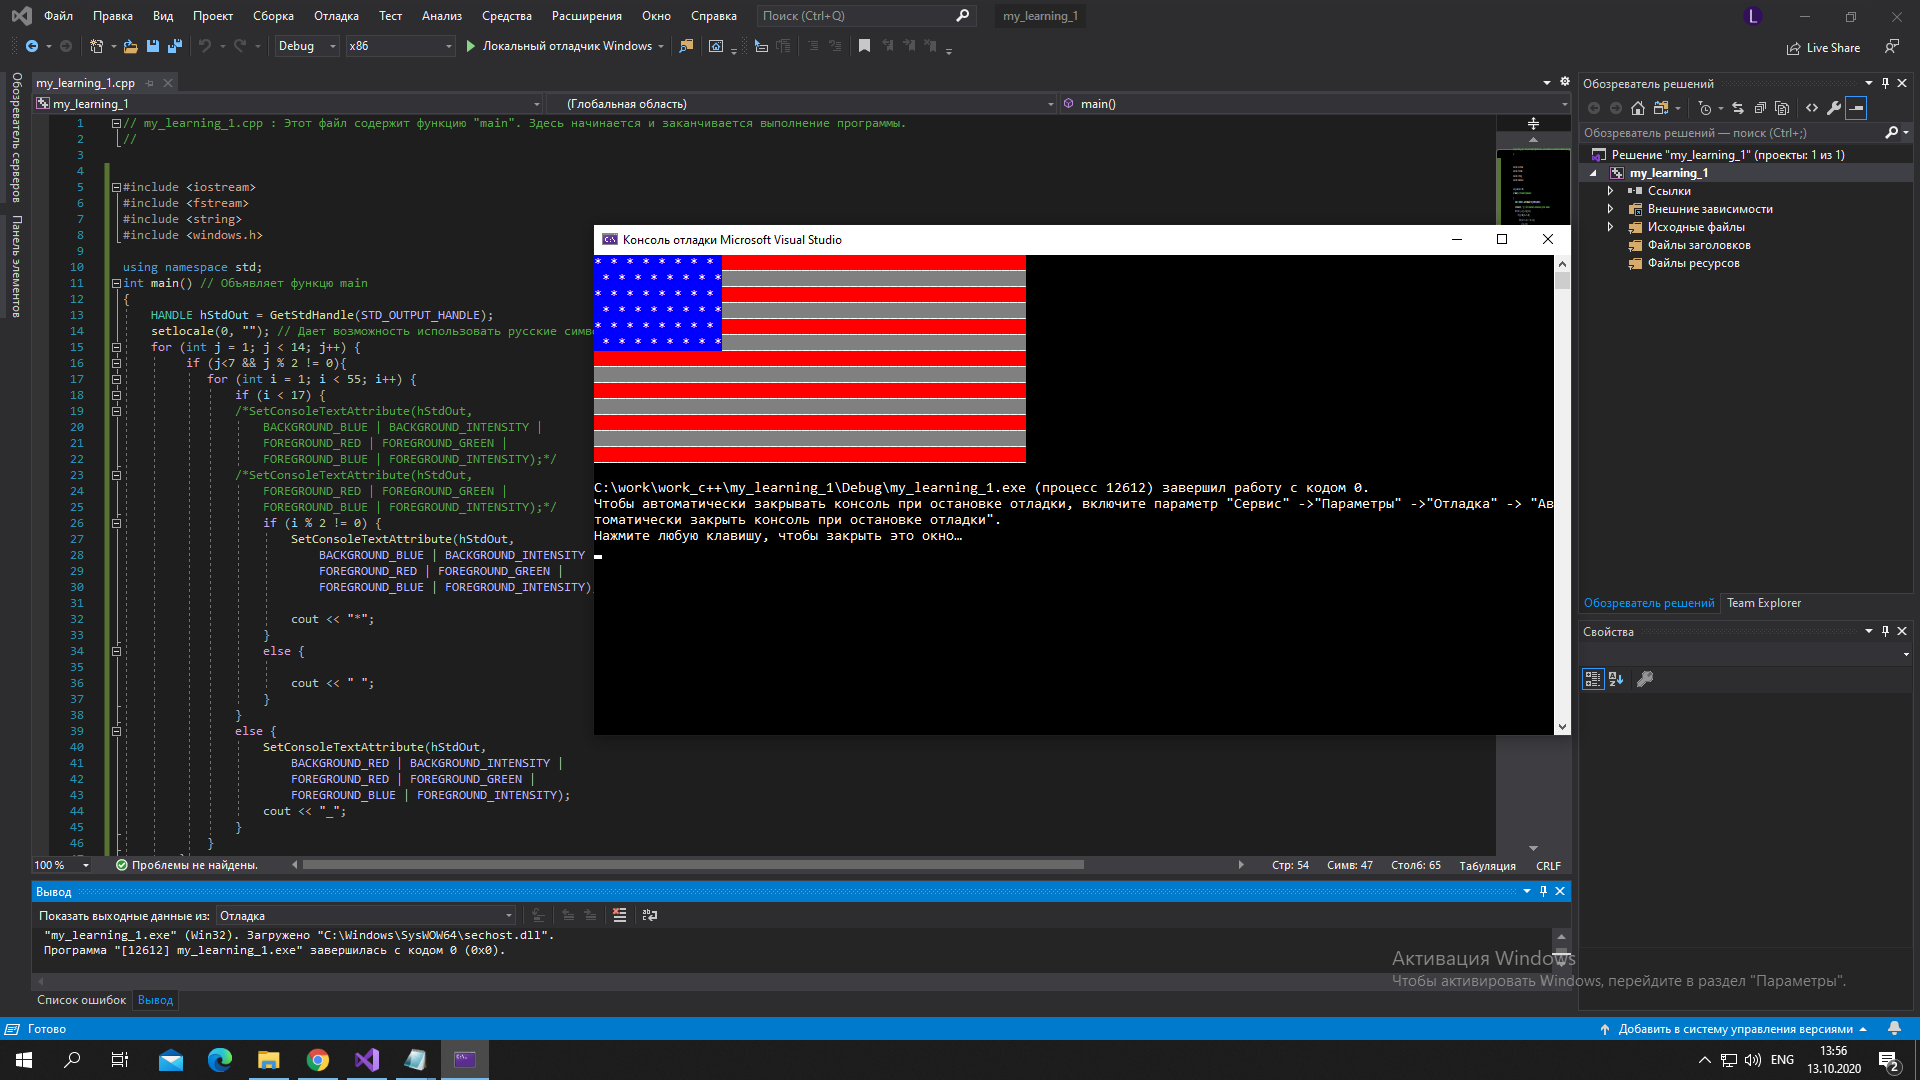 Файл Правка Вид Проект Сборка Отладка Тест Анализ Средства Расширения Окно Справка Поиск (Ctrl+Q) my_learning_1 L
Debug x86 Локальный отладчик Windows Live Share
Обозреватель серверов
Панель элементов
my_learning_1.cpp
my_learning_1 (Глобальная область) main()
1 // my_learning_1.cpp : Этот файл содержит функцию "main". Здесь начинается и заканчивается выполнение программы.
2 //
3
4
5 #include <iostream>
6 #include <fstream>
7 #include <string>
8 #include <windows.h>
9
10 using namespace std;
11 int main() // Объявляет функцю main
12 {
13 HANDLE hStdOut = GetStdHandle(STD_OUTPUT_HANDLE);
14 setlocale(0, ""); // Дает возможность использовать русские симво
15 for (int j = 1; j < 14; j++) {
16 if (j<7 && j % 2 != 0){
17 for (int i = 1; i < 55; i++) {
18 if (i < 17) {
19 /*SetConsoleTextAttribute(hStdOut,
20 BACKGROUND_BLUE | BACKGROUND_INTENSITY |
21 FOREGROUND_RED | FOREGROUND_GREEN |
22 FOREGROUND_BLUE | FOREGROUND_INTENSITY);*/
23 /*SetConsoleTextAttribute(hStdOut,
24 FOREGROUND_RED | FOREGROUND_GREEN |
25 FOREGROUND_BLUE | FOREGROUND_INTENSITY);*/
26 if (i % 2 != 0) {
27 SetConsoleTextAttribute(hStdOut,
28 BACKGROUND_BLUE | BACKGROUND_INTENSITY
29 FOREGROUND_RED | FOREGROUND_GREEN |
30 FOREGROUND_BLUE | FOREGROUND_INTENSITY)
31
32 cout << "*";
33 }
34 else {
35
36 cout << " ";
37 }
38 }
39 else {
40 SetConsoleTextAttribute(hStdOut,
41 BACKGROUND_RED | BACKGROUND_INTENSITY |
42 FOREGROUND_RED | FOREGROUND_GREEN |
43 FOREGROUND_BLUE | FOREGROUND_INTENSITY);
44 cout << "_";
45 }
46 }
Консоль отладки Microsoft Visual Studio
* * * * * * * *
* * * * * * * *
* * * * * * * *
* * * * * * * *
* * * * * * * *
* * * * * * * *
C:\work\work_c++\my_learning_1\Debug\my_learning_1.exe (процесс 12612) завершил работу с кодом 0.
Чтобы автоматически закрывать консоль при остановке отладки, включите параметр "Сервис" ->"Параметры" ->"Отладка" -> "Ав
томатически закрыть консоль при остановке отладки".
Нажмите любую клавишу, чтобы закрыть это окно…
100 % Проблемы не найдены. Стр: 54 Симв: 47 Столб: 65 Табуляция CRLF
Вывод
Показать выходные данные из: Отладка
"my_learning_1.exe" (Win32). Загружено "C:\Windows\SysWOW64\sechost.dll".
Программа "[12612] my_learning_1.exe" завершилась с кодом 0 (0x0).
Список ошибок Вывод
Обозреватель решений
Обозреватель решений — поиск (Ctrl+;)
Решение "my_learning_1" (проекты: 1 из 1)
my_learning_1
Ссылки
Внешние зависимости
Исходные файлы
Файлы заголовков
Файлы ресурсов
Обозреватель решений Team Explorer
Свойства
Активация Windows
Чтобы активировать Windows, перейдите в раздел "Параметры".
Готово Добавить в систему управления версиями
ENG 13:56
13.10.2020
2